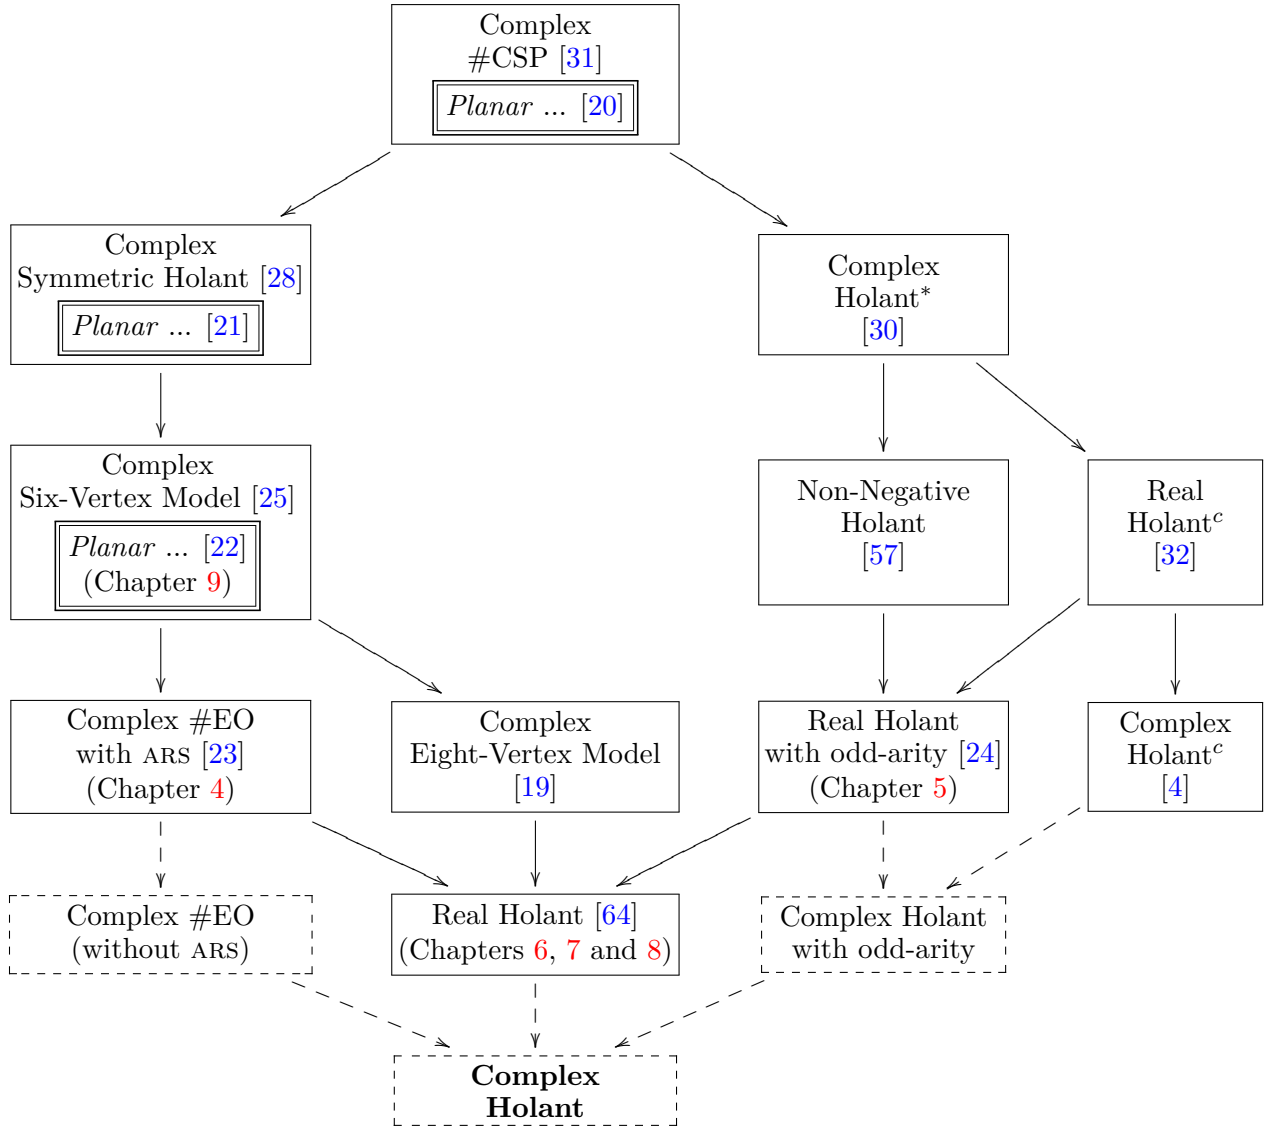 Complex
#CSP [31]
Planar ... [20]
Complex
Symmetric Holant [28]
Planar ... [21]
Complex
Holant*
[30]
Complex
Six-Vertex Model [25]
Planar ... [22]
(Chapter 9)
Non-Negative
Holant
[57]
Real
Holantᶜ
[32]
Complex #EO
with ARS [23]
(Chapter 4)
Complex
Eight-Vertex Model
[19]
Real Holant
with odd-arity [24]
(Chapter 5)
Complex
Holantᶜ
[4]
Complex #EO
(without ARS)
Real Holant [64]
(Chapters 6, 7 and 8)
Complex Holant
with odd-arity
Complex
Holant